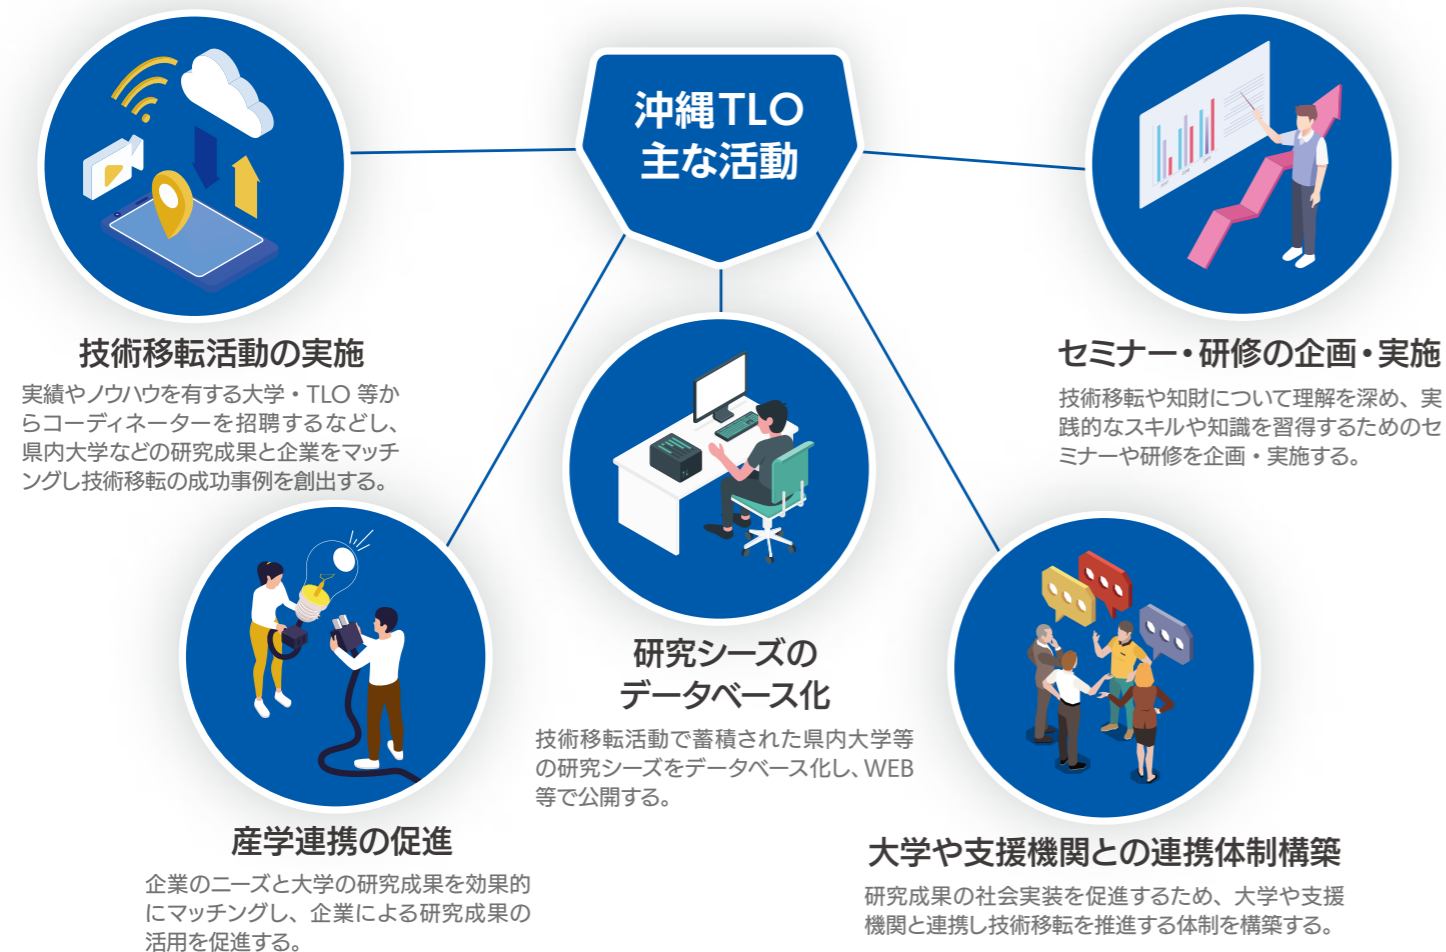 沖縄TLO
主な活動
技術移転活動の実施
実績やノウハウを有する大学・TLO 等か
らコーディネーターを招聘するなどし、
県内大学などの研究成果と企業をマッチ
ングし技術移転の成功事例を創出する。
セミナー・研修の企画・実施
技術移転や知財について理解を深め、実
践的なスキルや知識を習得するためのセ
ミナーや研修を企画・実施する。
研究シーズの
データベース化
技術移転活動で蓄積された県内大学等
の研究シーズをデータベース化し、WEB
等で公開する。
産学連携の促進
企業のニーズと大学の研究成果を効果的
にマッチングし、企業による研究成果の
活用を促進する。
大学や支援機関との連携体制構築
研究成果の社会実装を促進するため、大学や支援
機関と連携し技術移転を推進する体制を構築する。